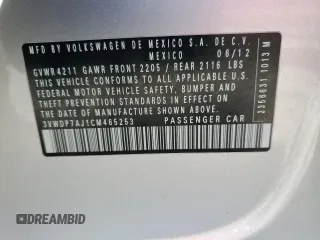 MFD BY VOLKSWAGEN DE MEXICO S.A. DE C.V.
MEXICO 06/12
GVWR4211 GAWR FRONT 2205 / REAR 2116 LBS
THIS VEHICLE CONFORMS TO ALL APPLICABLE U.S.
FEDERAL MOTOR VEHICLE SAFETY, BUMPER AND
THEFT PREVENTION STANDARDS IN EFFECT ON THE
DATE OF MANUFACTURE SHOWN ABOVE.
3VWDP7AJ1CM465253 PASSENGER CAR
2356631 1013 M
DREAMBID